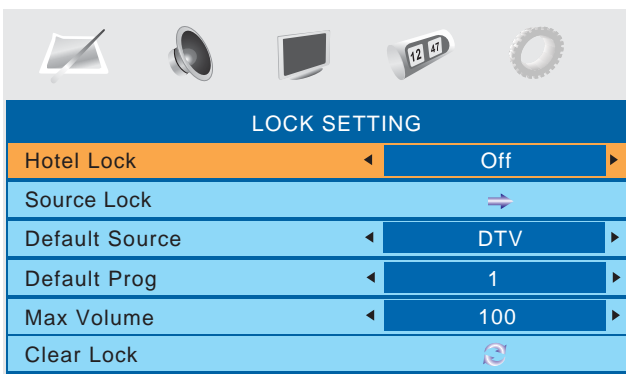 12 47
LOCK SETTING
Hotel Lock Off
Source Lock
Default Source DTV
Default Prog 1
Max Volume 100
Clear Lock